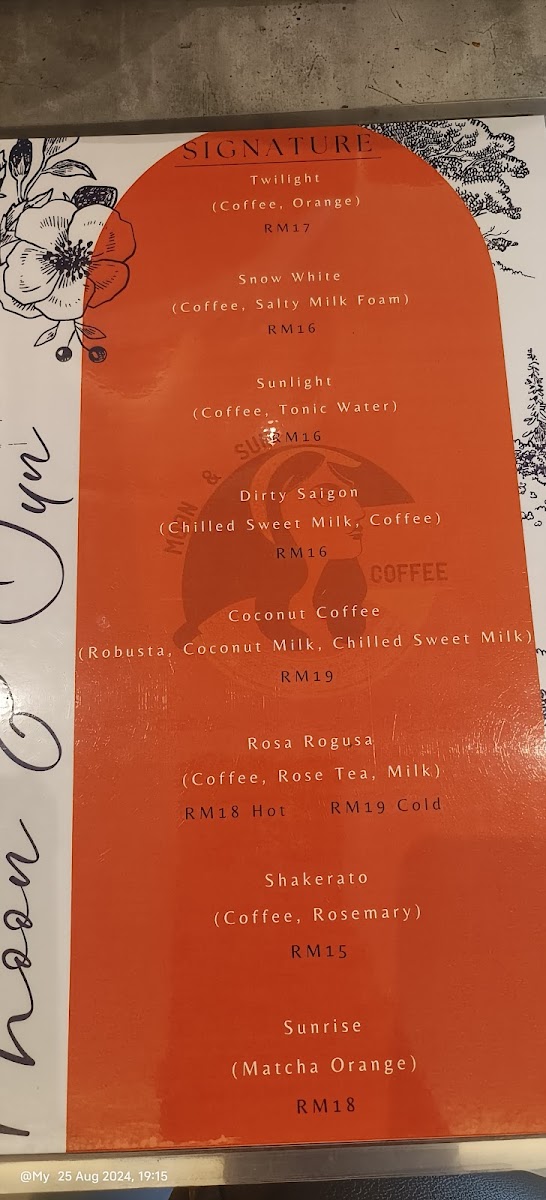 SIGNATURE
Twilight
(Coffee, Orange)
RM17
Snow White
(Coffee, Salty Milk Foam)
RM16
Sunlight
(Coffee, Tonic Water)
RM16
Dirty Saigon
(Chilled Sweet Milk, Coffee)
RM16
Coconut Coffee
(Robusta, Coconut Milk, Chilled Sweet Milk)
RM19
Rosa Rogusa
(Coffee, Rose Tea, Milk)
RM18 Hot RM19 Cold
Shakerato
(Coffee, Rosemary)
RM15
Sunrise
(Matcha Orange)
RM18
MOON & SUN
COFFEE
@My 25 Aug 2024, 19:15